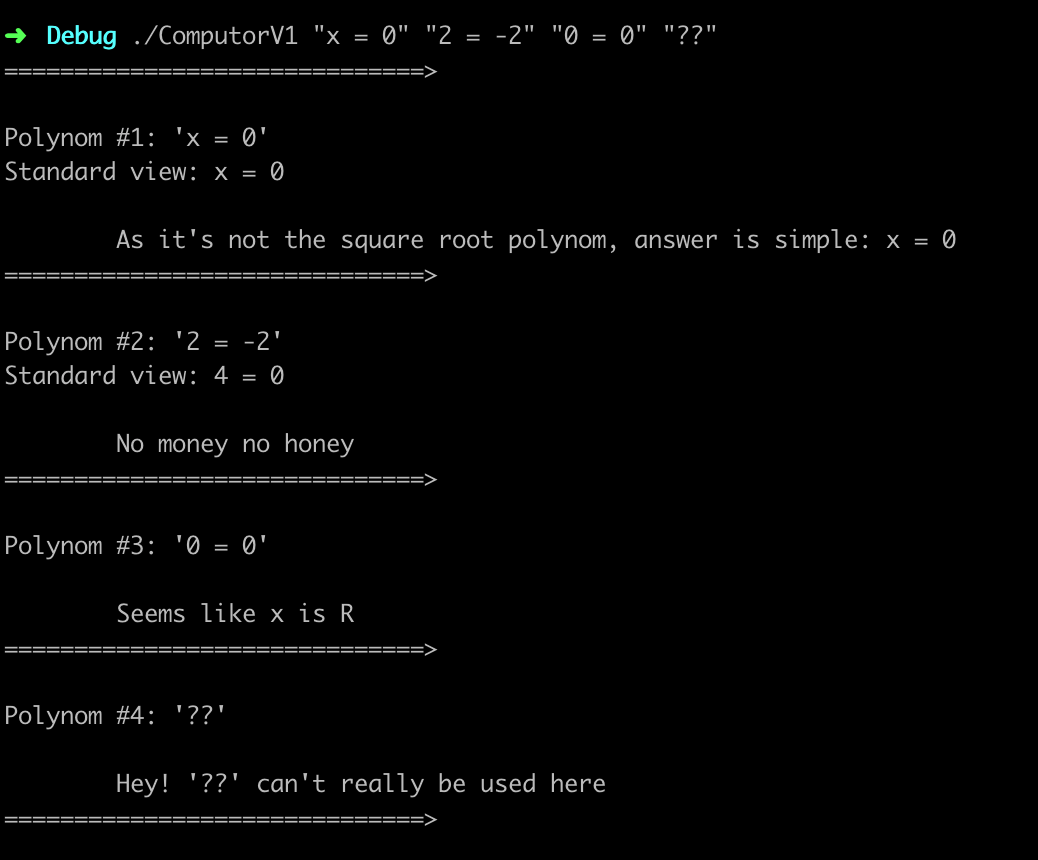 ➜ Debug ./ComputorV1 "x = 0" "2 = -2" "0 = 0" "??"
==============================>
Polynom #1: 'x = 0'
Standard view: x = 0
As it's not the square root polynom, answer is simple: x = 0
==============================>
Polynom #2: '2 = -2'
Standard view: 4 = 0
No money no honey
==============================>
Polynom #3: '0 = 0'
Seems like x is R
==============================>
Polynom #4: '??'
Hey! '??' can't really be used here
==============================>